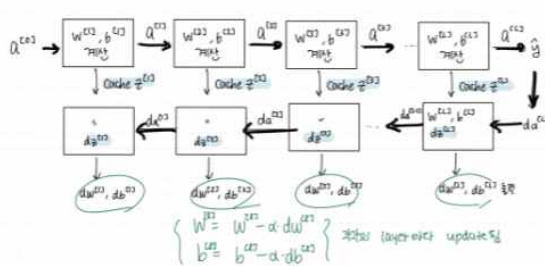 a^[0] → w^[1], b^[1] a^[1] w^[2], b^[2] a^[2] w^[3], b^[3] a^[3] ... w^[L], b^[L] a^[L] ŷ
계산 계산 계산 계산
Cache z^[1] Cache z^[2] Cache z^[3] Cache z^[L]
da^[1] da^[2] ... da^[L-1] w^[L], b^[L] da^[L]
dz^[1] dz^[2] dz^[3] dz^[L]
dw^[1], db^[1] dw^[2], db^[2] dw^[3], db^[3] dw^[L], db^[L]
w^[l] = w^[l] - α·dw^[l]
b^[l] = b^[l] - α·db^[l]
각각의 layer마다 update됨